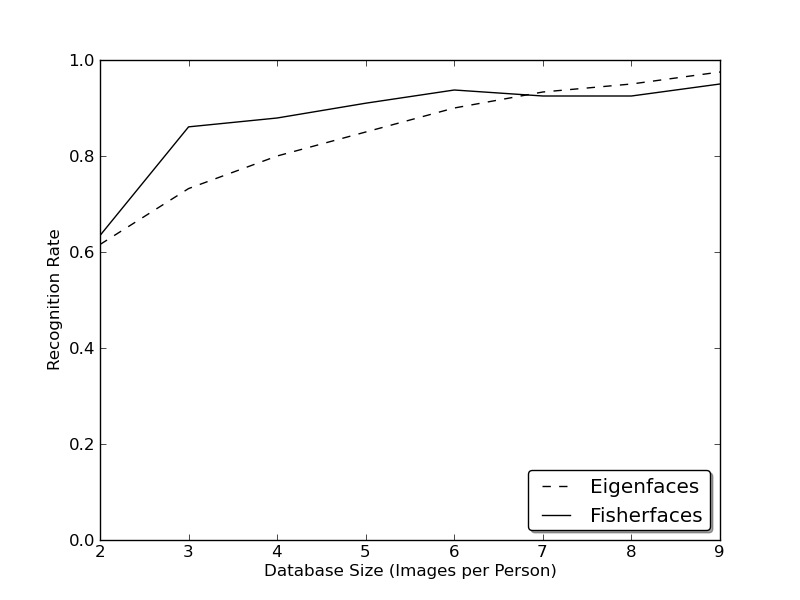 1.0
0.8
0.6
0.4
0.2
0.0
Recognition Rate
2 3 4 5 6 7 8 9
Database Size (Images per Person)
Eigenfaces
Fisherfaces